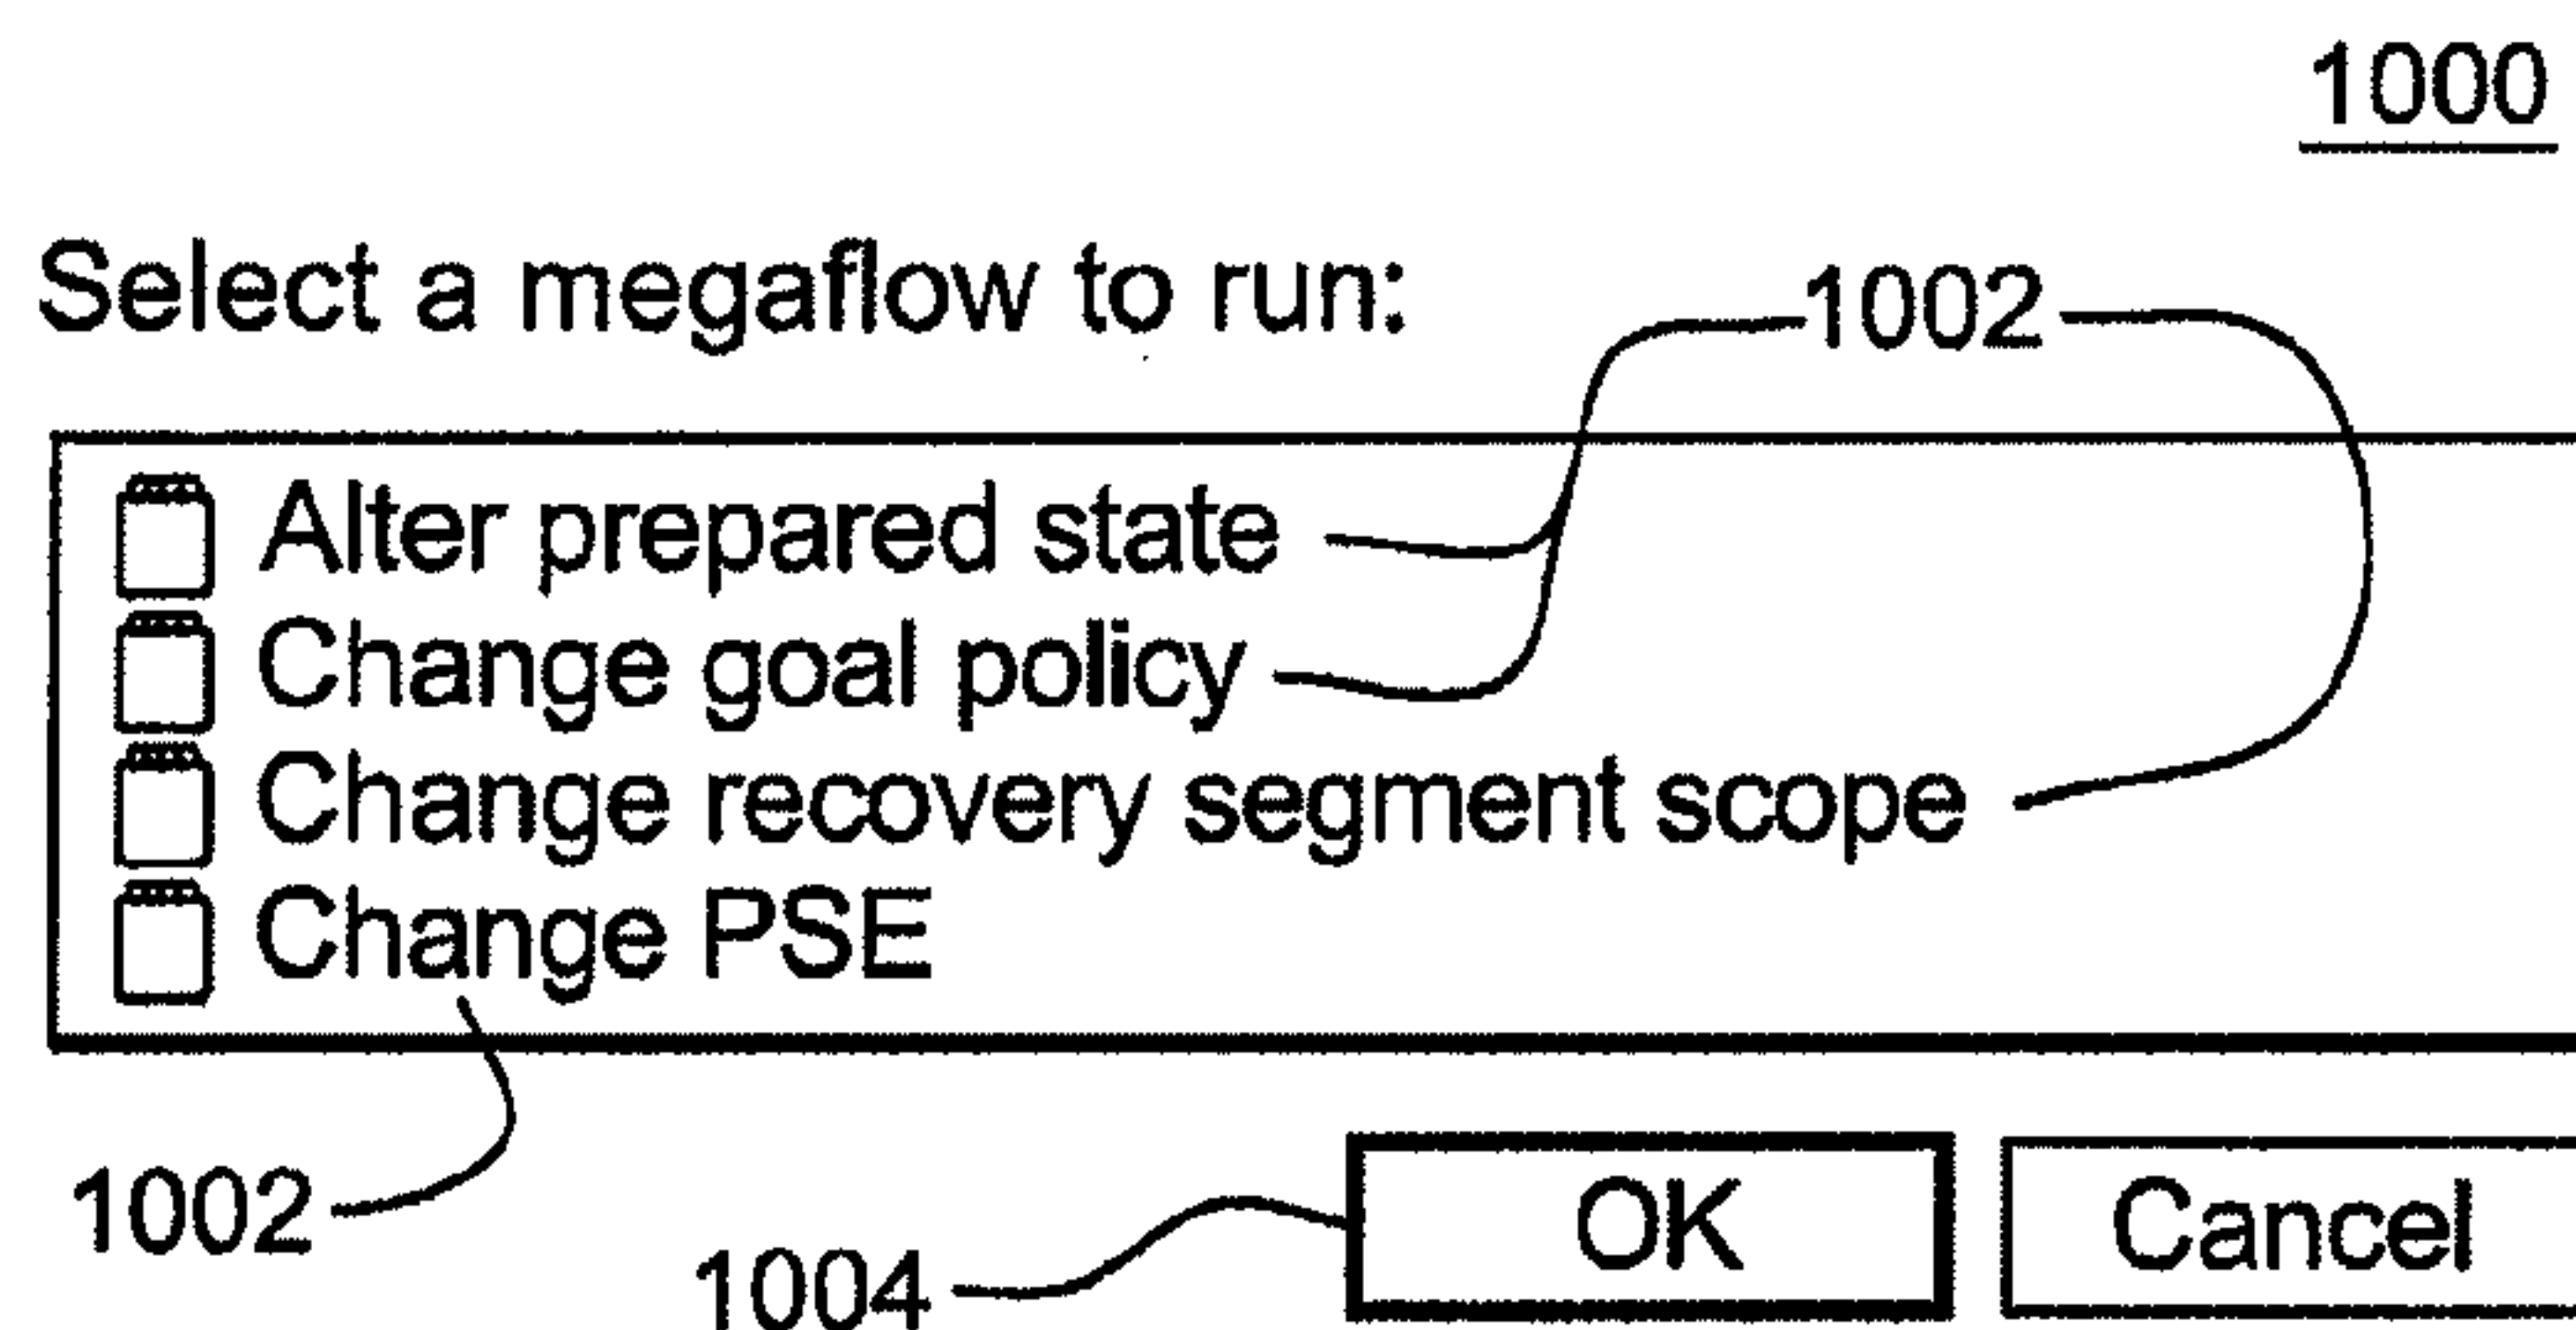 1000
Select a megaflow to run:
1002
Alter prepared state
Change goal policy
Change recovery segment scope
Change PSE
1002
1004
OK
Cancel